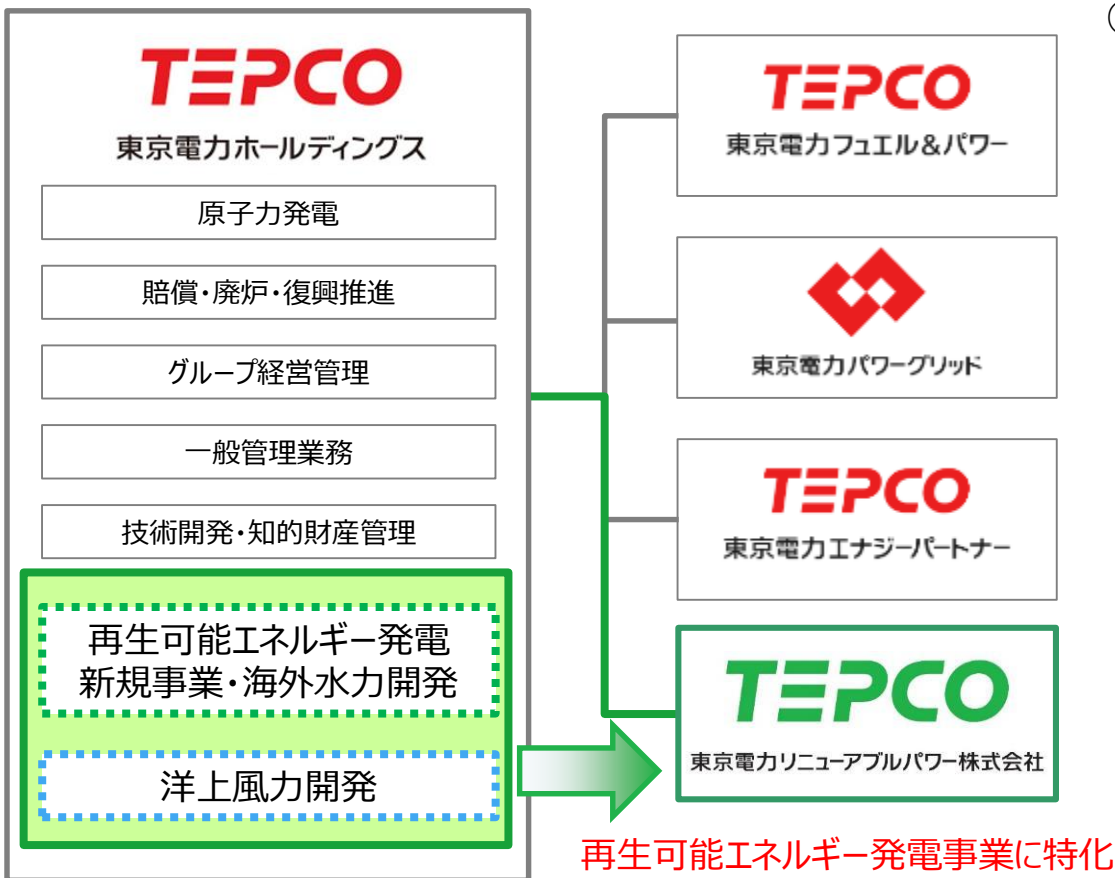 TEPCO
東京電力ホールディングス
原子力発電
賠償・廃炉・復興推進
グループ経営管理
一般管理業務
技術開発・知的財産管理
再生可能エネルギー発電
新規事業・海外水力開発
洋上風力開発
TEPCO
東京電力フュエル&パワー
東京電力パワーグリッド
TEPCO
東京電力エナジーパートナー
TEPCO
東京電力リニューアブルパワー株式会社
再生可能エネルギー発電事業に特化